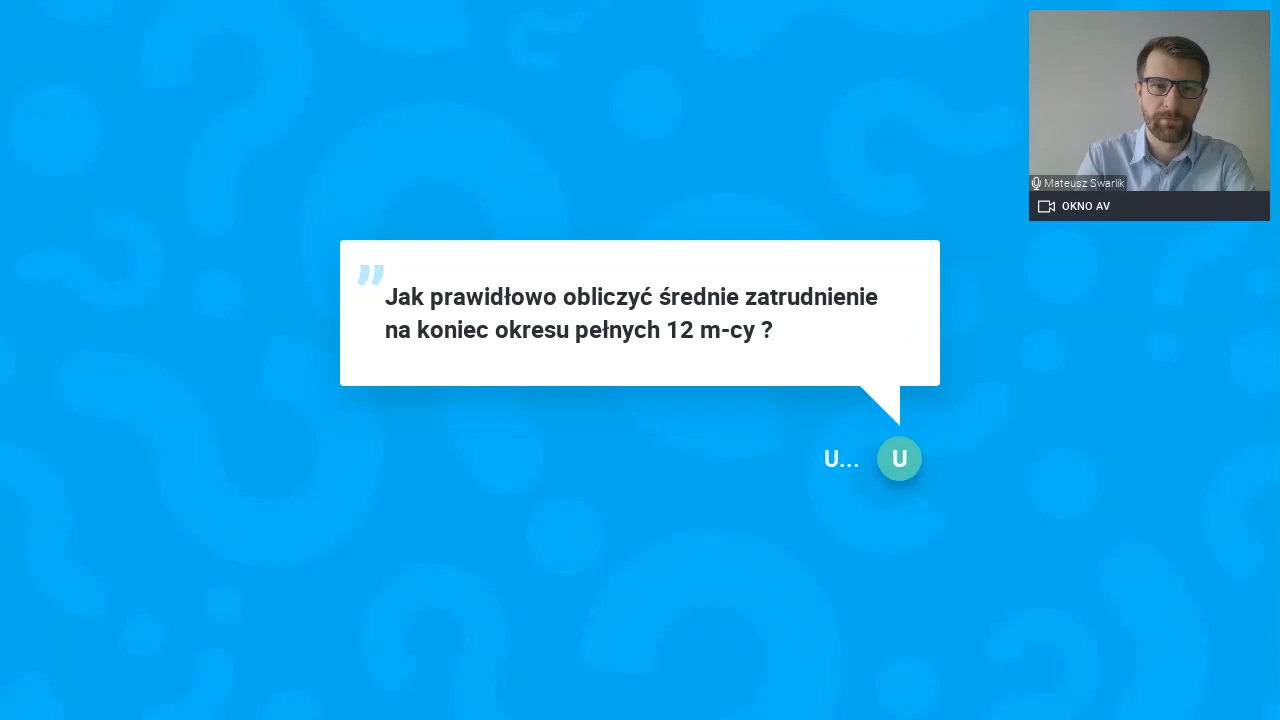 Mateusz Swarlik
OKNO AV
”
Jak prawidłowo obliczyć średnie zatrudnienie
na koniec okresu pełnych 12 m-cy ?
U... U